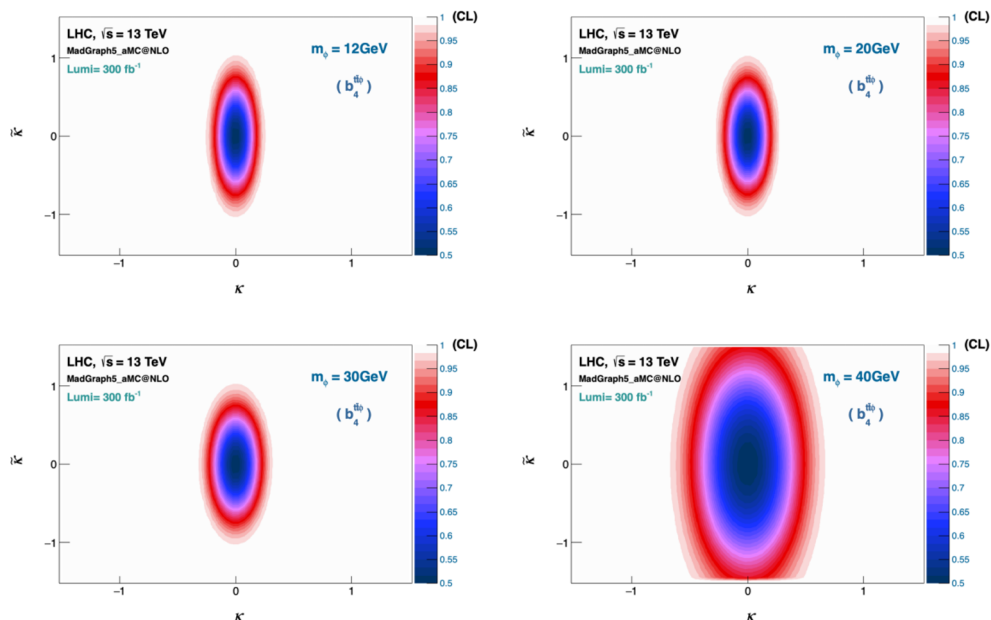 LHC, √s = 13 TeV
MadGraph5_aMC@NLO
Lumi= 300 fb⁻¹
m_ϕ = 12GeV
( b₄^{tt̄ϕ} )
κ̃
1
0
−1
−1 0 1
κ
(CL)
1
0.95
0.9
0.85
0.8
0.75
0.7
0.65
0.6
0.55
0.5
LHC, √s = 13 TeV
MadGraph5_aMC@NLO
Lumi= 300 fb⁻¹
m_ϕ = 20GeV
( b₄^{tt̄ϕ} )
κ̃
1
0
−1
−1 0 1
κ
(CL)
1
0.95
0.9
0.85
0.8
0.75
0.7
0.65
0.6
0.55
0.5
LHC, √s = 13 TeV
MadGraph5_aMC@NLO
Lumi= 300 fb⁻¹
m_ϕ = 30GeV
( b₄^{tt̄ϕ} )
κ̃
1
0
−1
−1 0 1
κ
(CL)
1
0.95
0.9
0.85
0.8
0.75
0.7
0.65
0.6
0.55
0.5
LHC, √s = 13 TeV
MadGraph5_aMC@NLO
Lumi= 300 fb⁻¹
m_ϕ = 40GeV
( b₄^{tt̄ϕ} )
κ̃
1
0
−1
−1 0 1
κ
(CL)
1
0.95
0.9
0.85
0.8
0.75
0.7
0.65
0.6
0.55
0.5